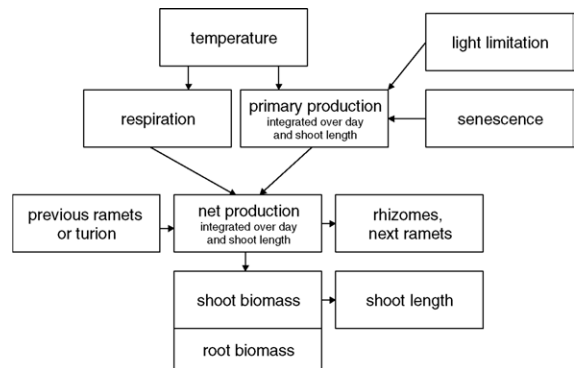 temperature
light limitation
respiration
primary production
integrated over day
and shoot length
senescence
previous ramets
or turion
net production
integrated over day
and shoot length
rhizomes,
next ramets
shoot biomass
shoot length
root biomass